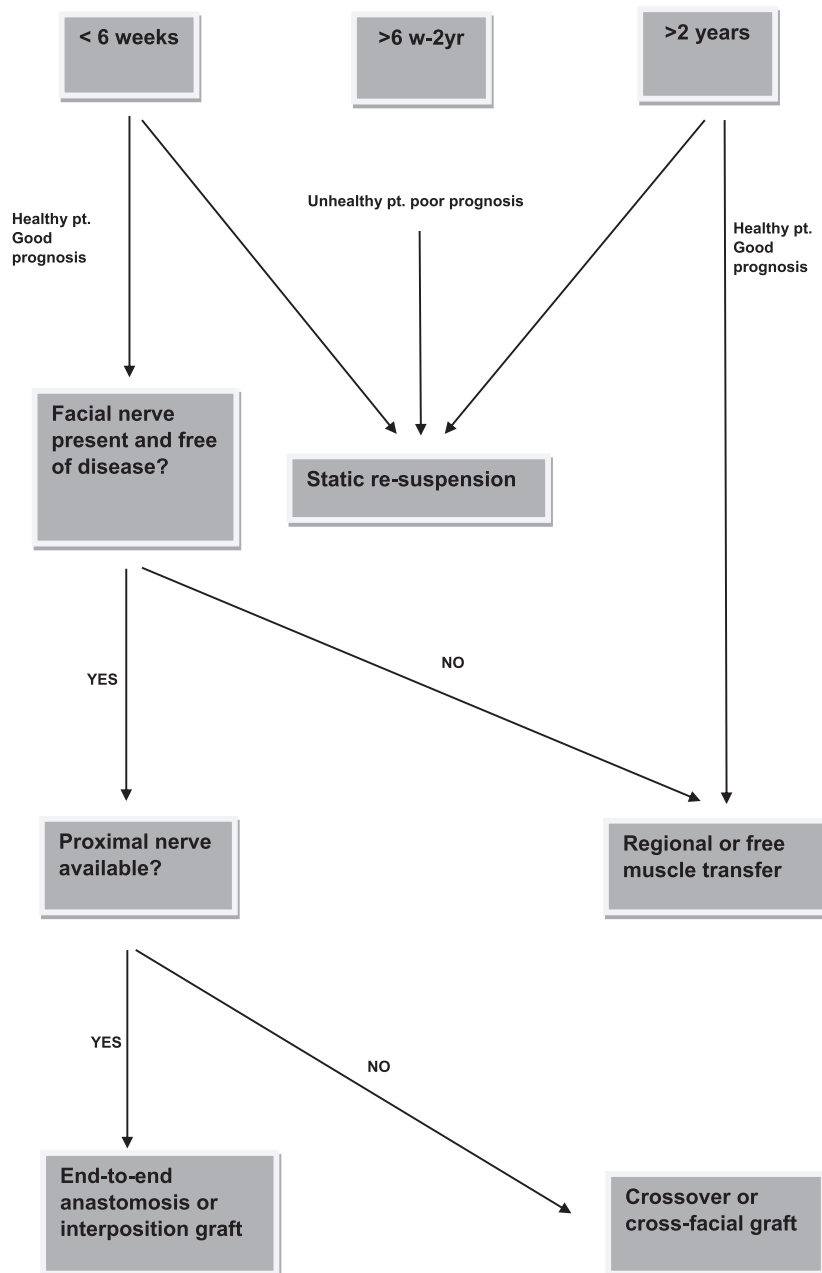 < 6 weeks
>6 w-2yr
>2 years
Unhealthy pt. poor prognosis
Healthy pt.
Good
prognosis
Healthy pt.
Good
prognosis
Facial nerve
present and free
of disease?
Static re-suspension
NO
YES
Proximal nerve
available?
Regional or free
muscle transfer
YES
NO
End-to-end
anastomosis or
interposition graft
Crossover or
cross-facial graft